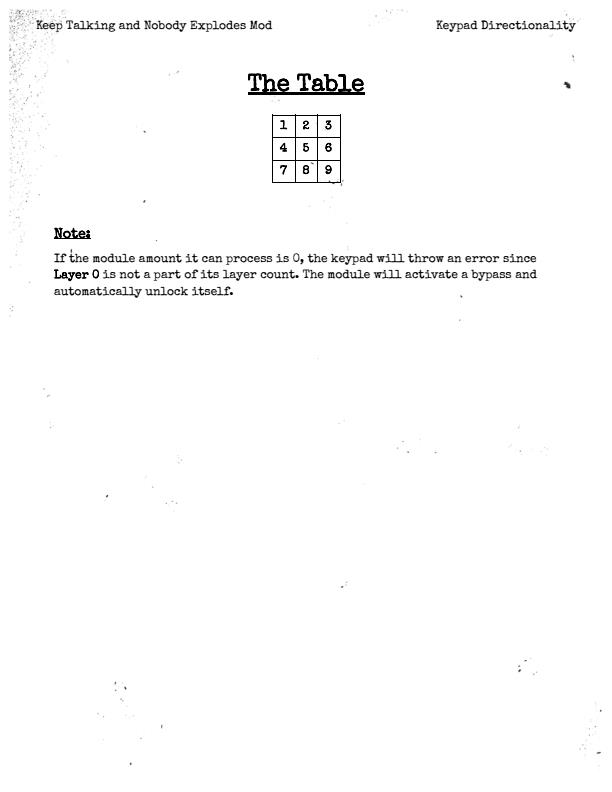 Keep Talking and Nobody Explodes Mod Keypad Directionality
The Table
1 2 3
4 5 6
7 8 9
Note:
If the module amount it can process is 0, the keypad will throw an error since
Layer 0 is not a part of its layer count. The module will activate a bypass and
automatically unlock itself.